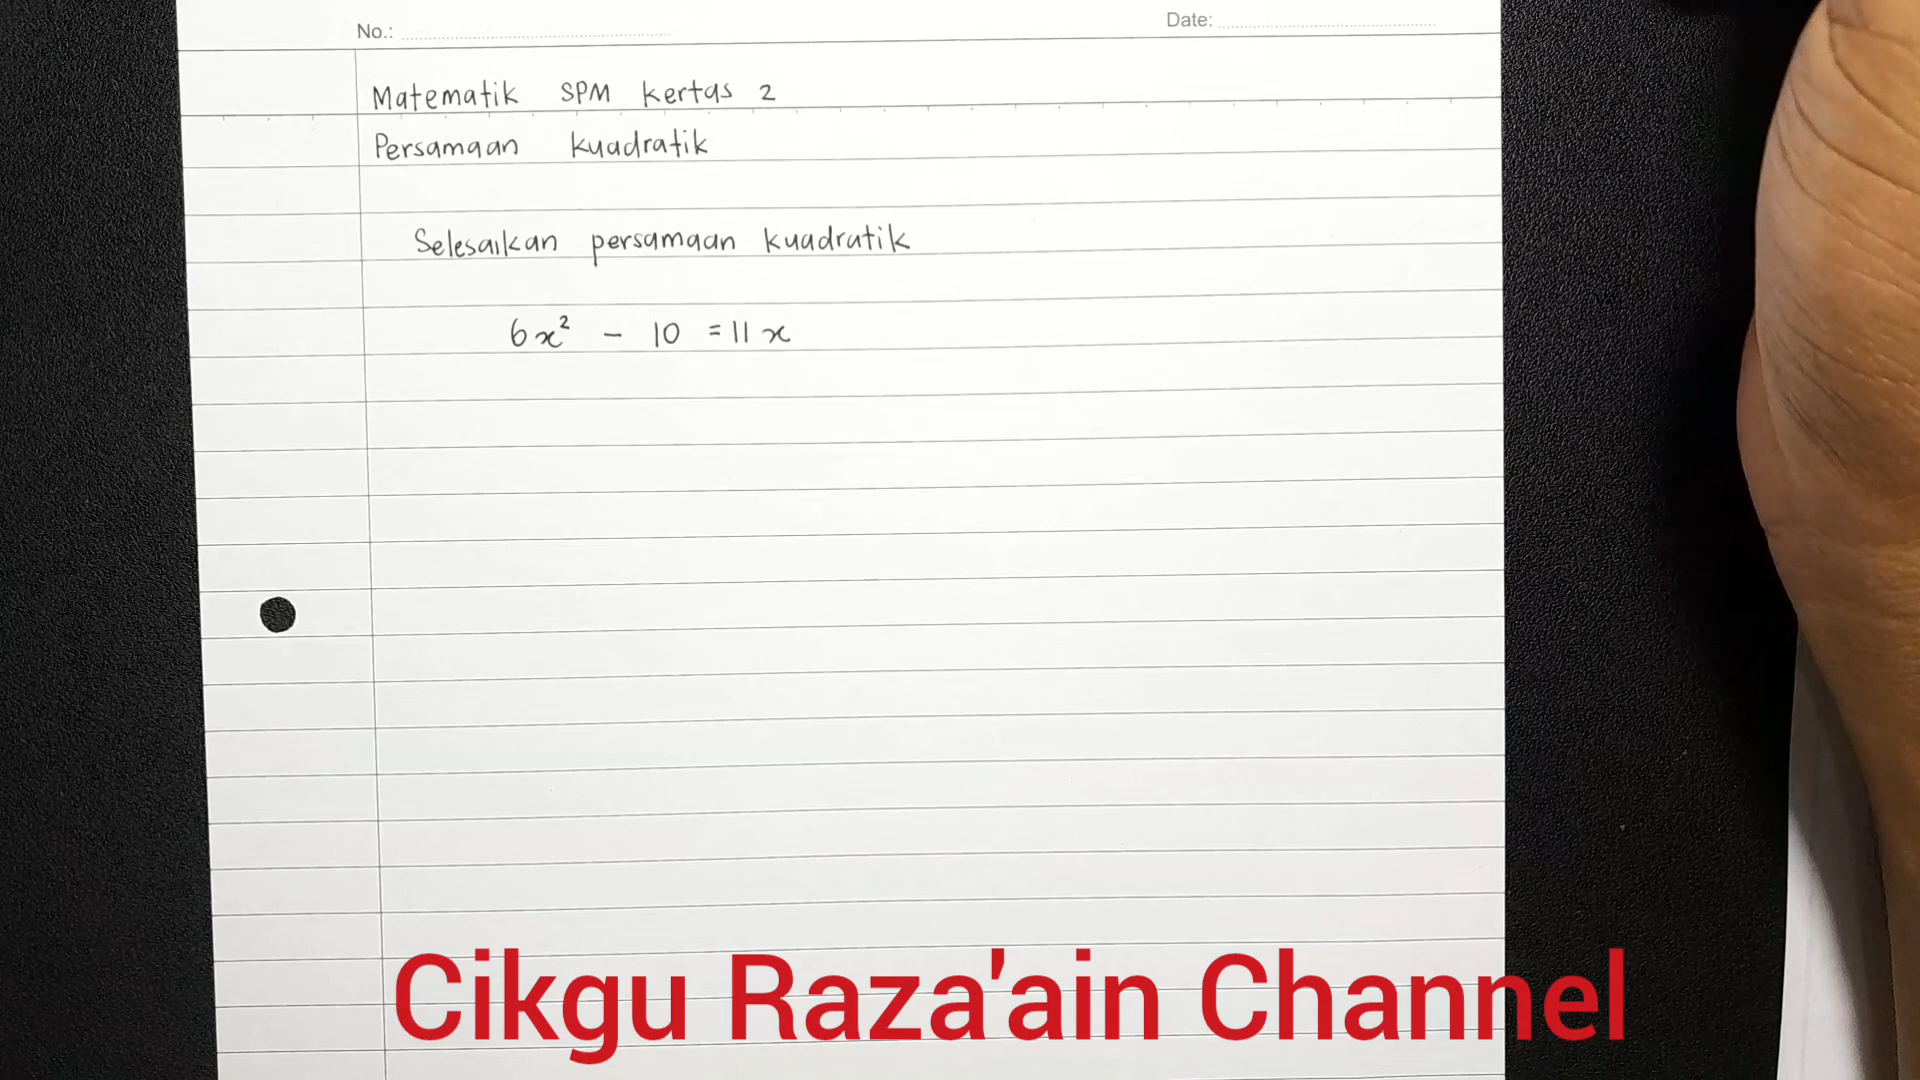 No.:
Date:
Matematik SPM kertas 2
Persamaan kuadratik
Selesaikan persamaan kuadratik
6x² - 10 = 11x
Cikgu Raza'ain Channel